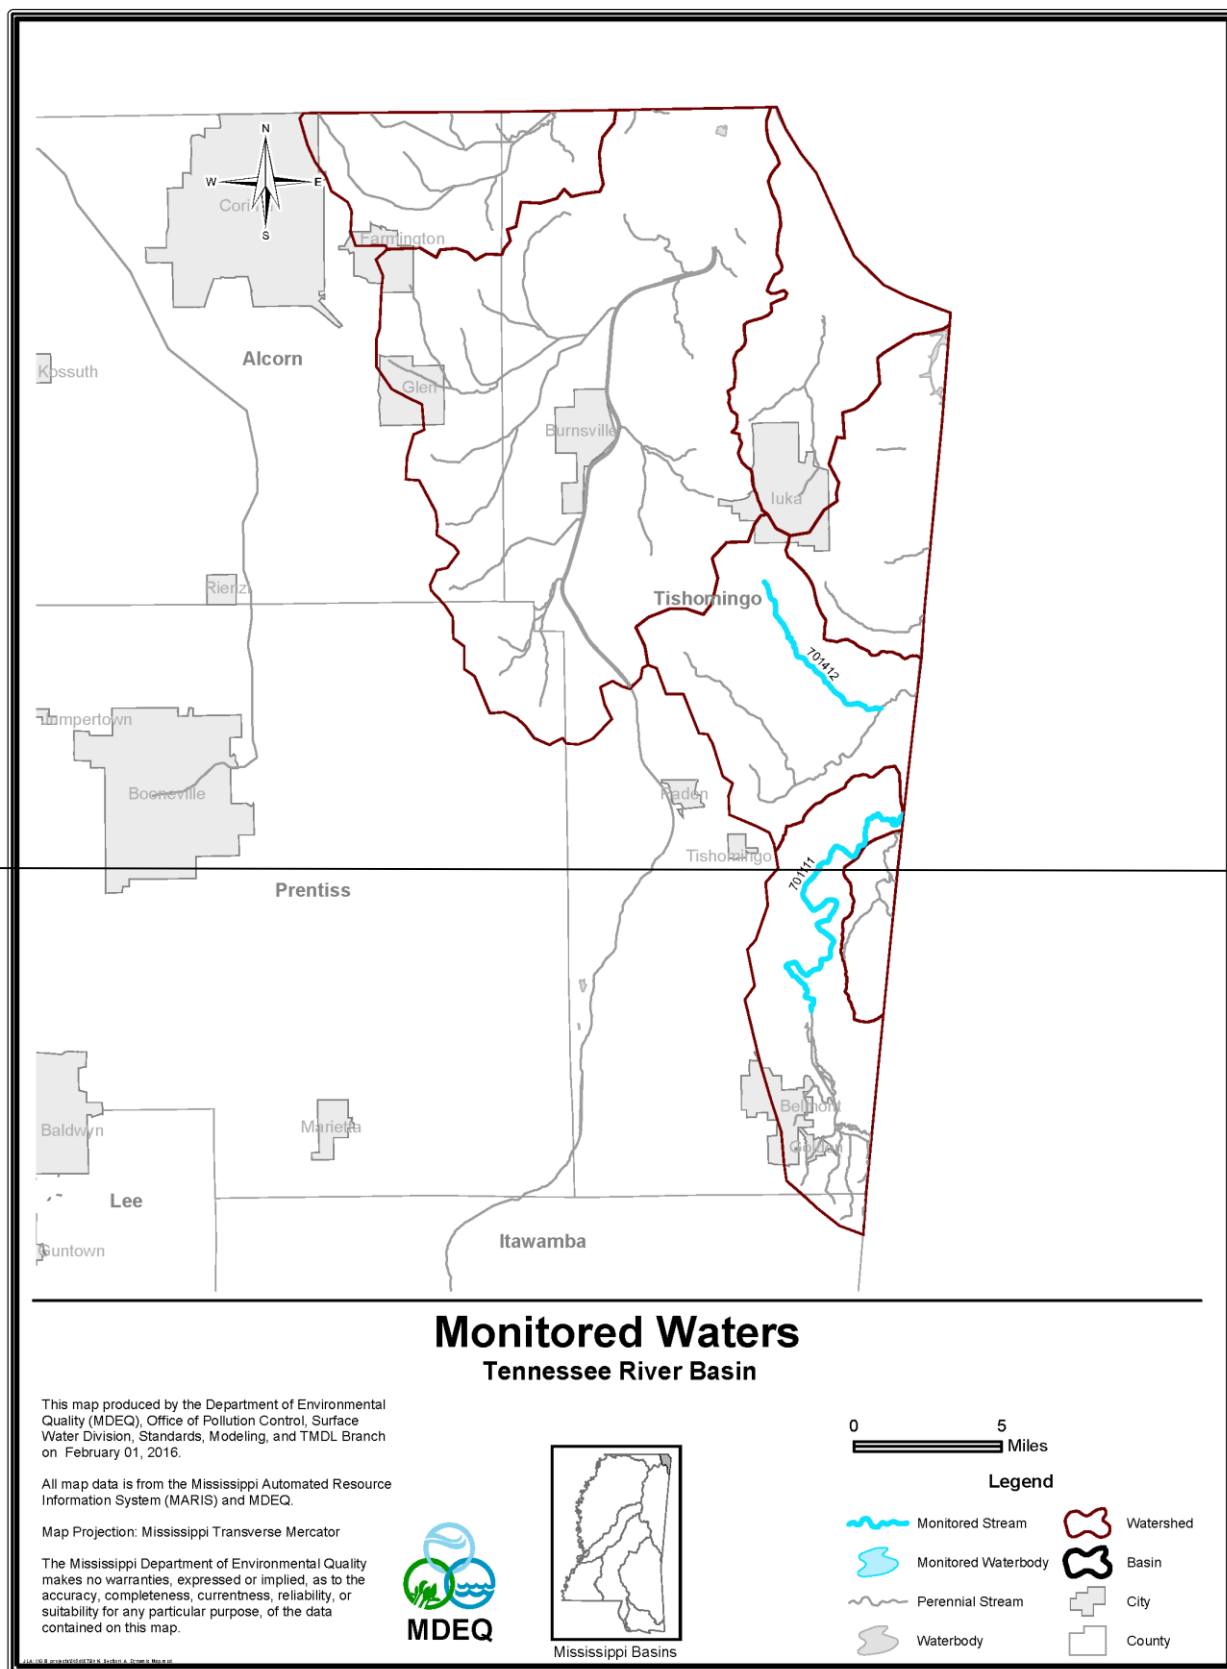 N
W
E
S
Farmington
Alcorn
Kossuth
Glen
Burnsville
Iuka
Rienzi
Tishomingo
701412
Booneville
Paden
Tishomingo
701111
Prentiss
Belmont
Baldwyn
Marietta
Golden
Lee
Itawamba
Guntown
Monitored Waters
Tennessee River Basin
This map produced by the Department of Environmental
Quality (MDEQ), Office of Pollution Control, Surface
Water Division, Standards, Modeling, and TMDL Branch
on February 01, 2016.
All map data is from the Mississippi Automated Resource
Information System (MARIS) and MDEQ.
Map Projection: Mississippi Transverse Mercator
The Mississippi Department of Environmental Quality
makes no warranties, expressed or implied, as to the
accuracy, completeness, currentness, reliability, or
suitability for any particular purpose, of the data
contained on this map.
MDEQ
Mississippi Basins
0 5
Miles
Legend
Monitored Stream
Watershed
Monitored Waterbody
Basin
Perennial Stream
City
Waterbody
County